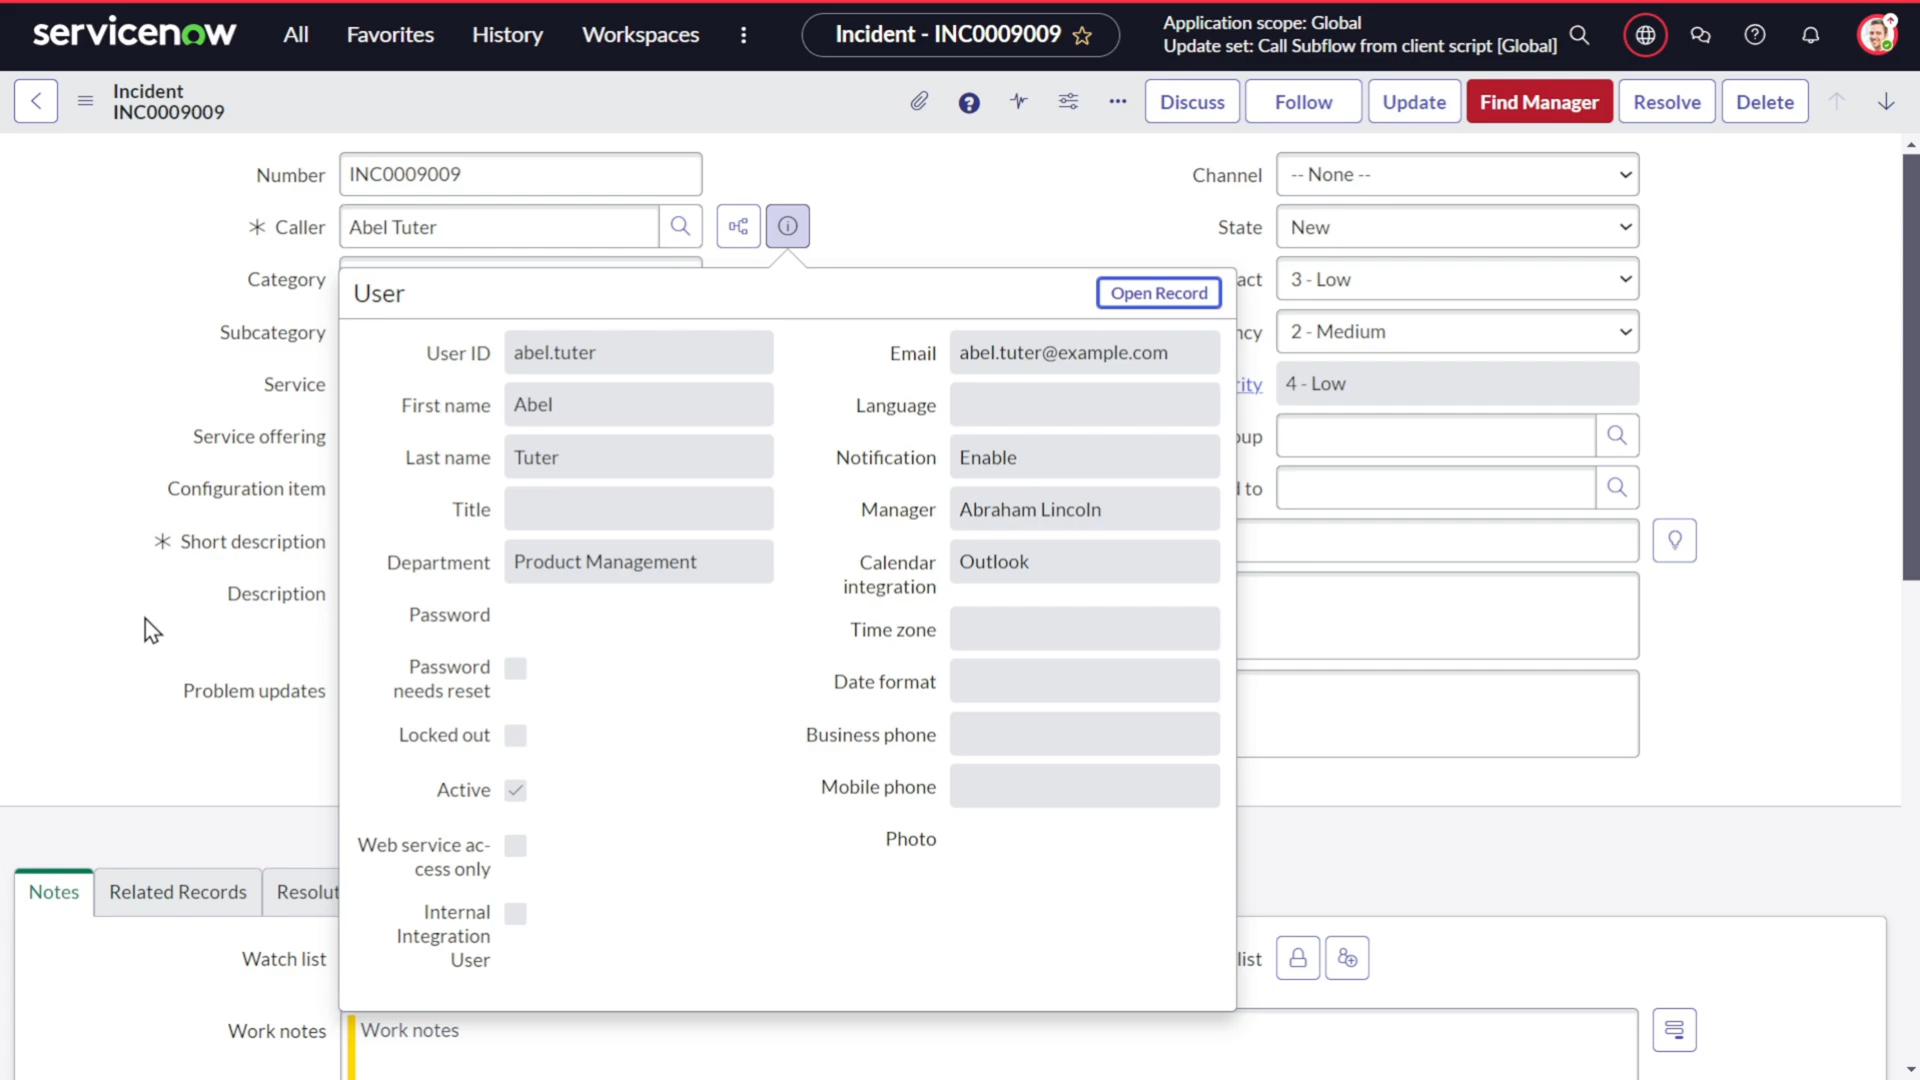 servicenow
All
Favorites
History
Workspaces
Incident - INC0009009
Application scope: Global
Update set: Call Subflow from client script [Global]
Incident
INC0009009
Discuss
Follow
Update
Find Manager
Resolve
Delete
Number
INC0009009
Channel
-- None --
Caller
Abel Tuter
State
New
Category
act
3 - Low
Subcategory
ncy
2 - Medium
Service
ity
4 - Low
Service offering
oup
Configuration item
to
Short description
Description
Problem updates
User
Open Record
User ID
abel.tuter
First name
Abel
Last name
Tuter
Title
Department
Product Management
Password
Password
needs reset
Locked out
Active
Web service ac-
cess only
Internal
Integration
User
Email
abel.tuter@example.com
Language
Notification
Enable
Manager
Abraham Lincoln
Calendar
integration
Outlook
Time zone
Date format
Business phone
Mobile phone
Photo
Notes
Related Records
Resolut
Watch list
list
Work notes
Work notes